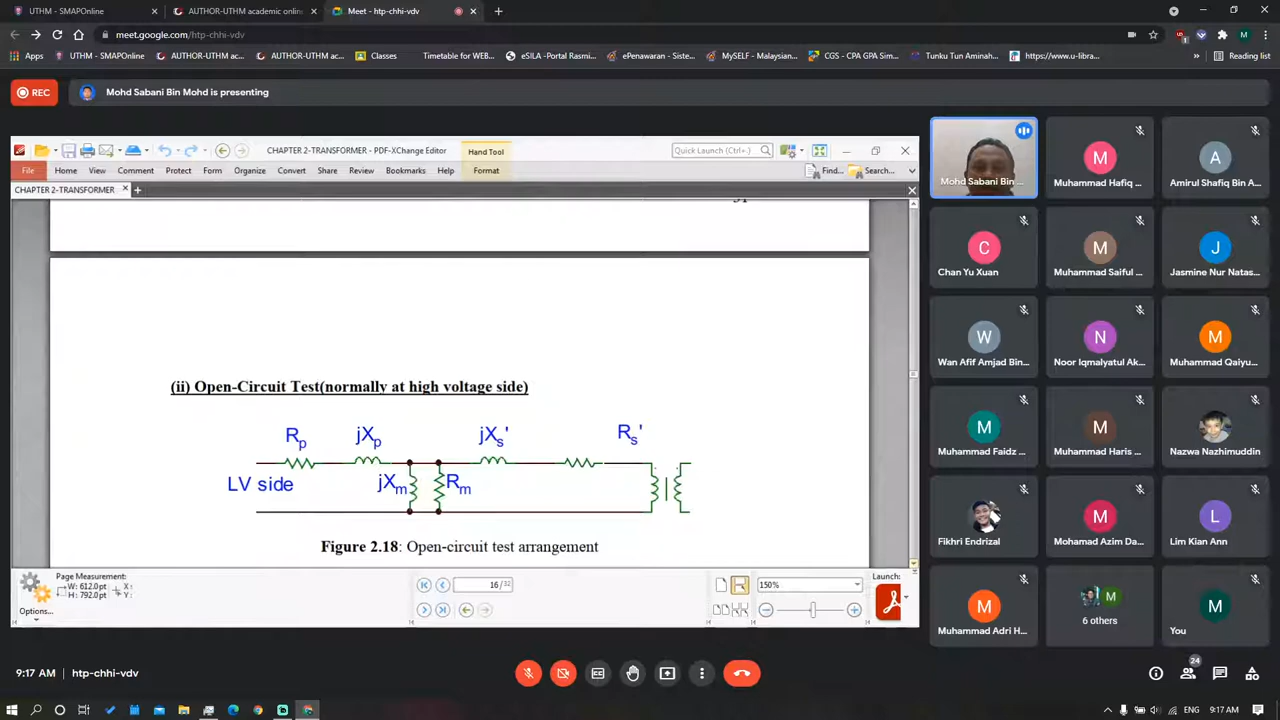 UTHM - SMAPOnline
AUTHOR-UTHM academic onlin
Meet - htp-chhi-vdv
meet.google.com/htp-chhi-vdv
M
Apps
UTHM - SMAPOnline
AUTHOR-UTHM ac...
AUTHOR-UTHM ac...
Classes
Timetable for WEB...
eSILA - Portal Rasmi...
ePenawaran - Siste...
MySELF - Malaysian...
CGS - CPA GPA Sim...
Tunku Tun Aminah...
https://www.u-libra...
»
Reading list
REC
Mohd Sabani Bin Mohd is presenting
CHAPTER 2-TRANSFORMER - PDF-XChange Editor
Hand Tool
Quick Launch (Ctrl+.)
File
Home
View
Comment
Protect
Form
Organize
Convert
Share
Review
Bookmarks
Help
Format
Find...
Search...
CHAPTER 2-TRANSFORMER
(ii) Open-Circuit Test(normally at high voltage side)
Rp
jXp
jXs'
Rs'
LV side
jXm
Rm
Figure 2.18: Open-circuit test arrangement
Options...
Page Measurement:
W: 612.0pt
H: 792.0pt
X:
Y:
16/32
150%
Launch:
Mohd Sabani Bin ...
M
Muhammad Hafiq ...
A
Amirul Shafiq Bin A...
C
Chan Yu Xuan
M
Muhammad Saiful ...
J
Jasmine Nur Natas...
W
Wan Afif Amjad Bin...
N
Noor Iqmalyatul Ak...
M
Muhammad Qaiyu...
M
Muhammad Faidz ...
M
Muhammad Haris ...
Nazwa Nazhimuddin
Fikhri Endrizal
M
Mohamad Azim Da...
L
Lim Kian Ann
M
Muhammad Adri H...
M
6 others
M
You
9:17 AM
htp-chhi-vdv
24
ENG
9:17 AM